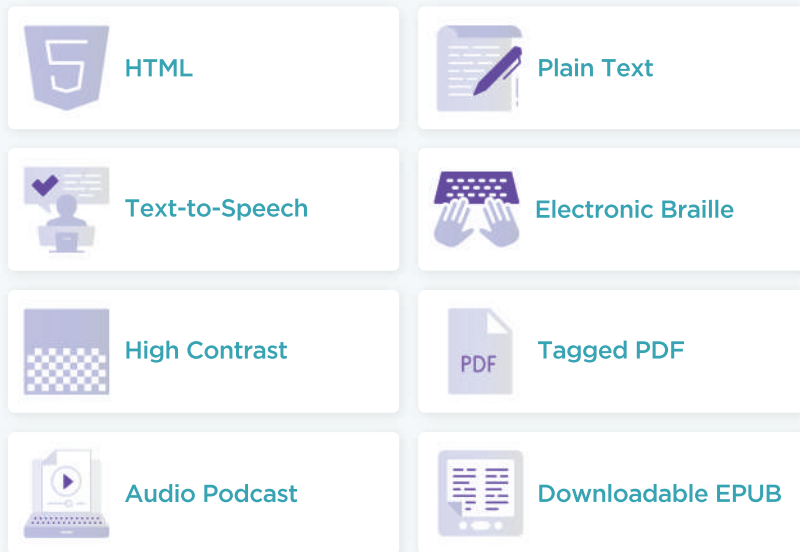 HTML
Plain Text
Text-to-Speech
Electronic Braille
High Contrast
PDF
Tagged PDF
Audio Podcast
Downloadable EPUB